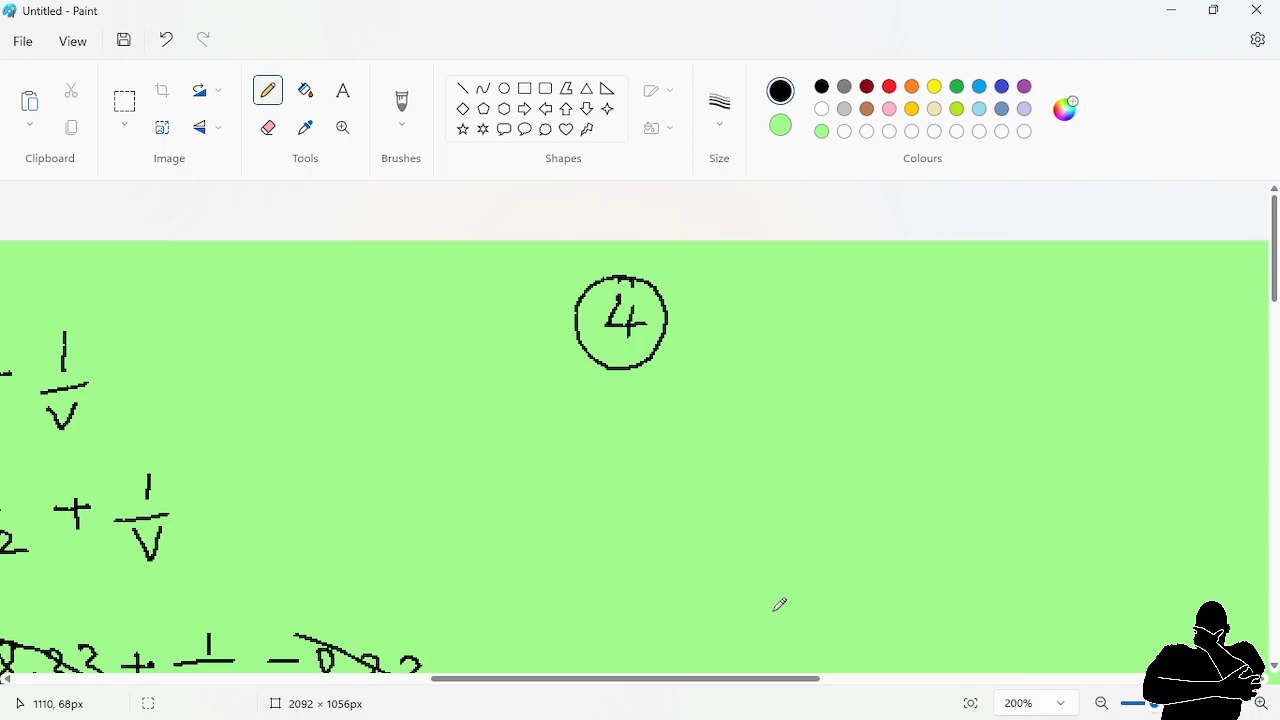 Untitled - Paint
File View
Clipboard Image Tools Brushes Shapes Size Colours
4
1
V
+ 1
V
+ 1 -
1110, 68px 2092 × 1056px 200%